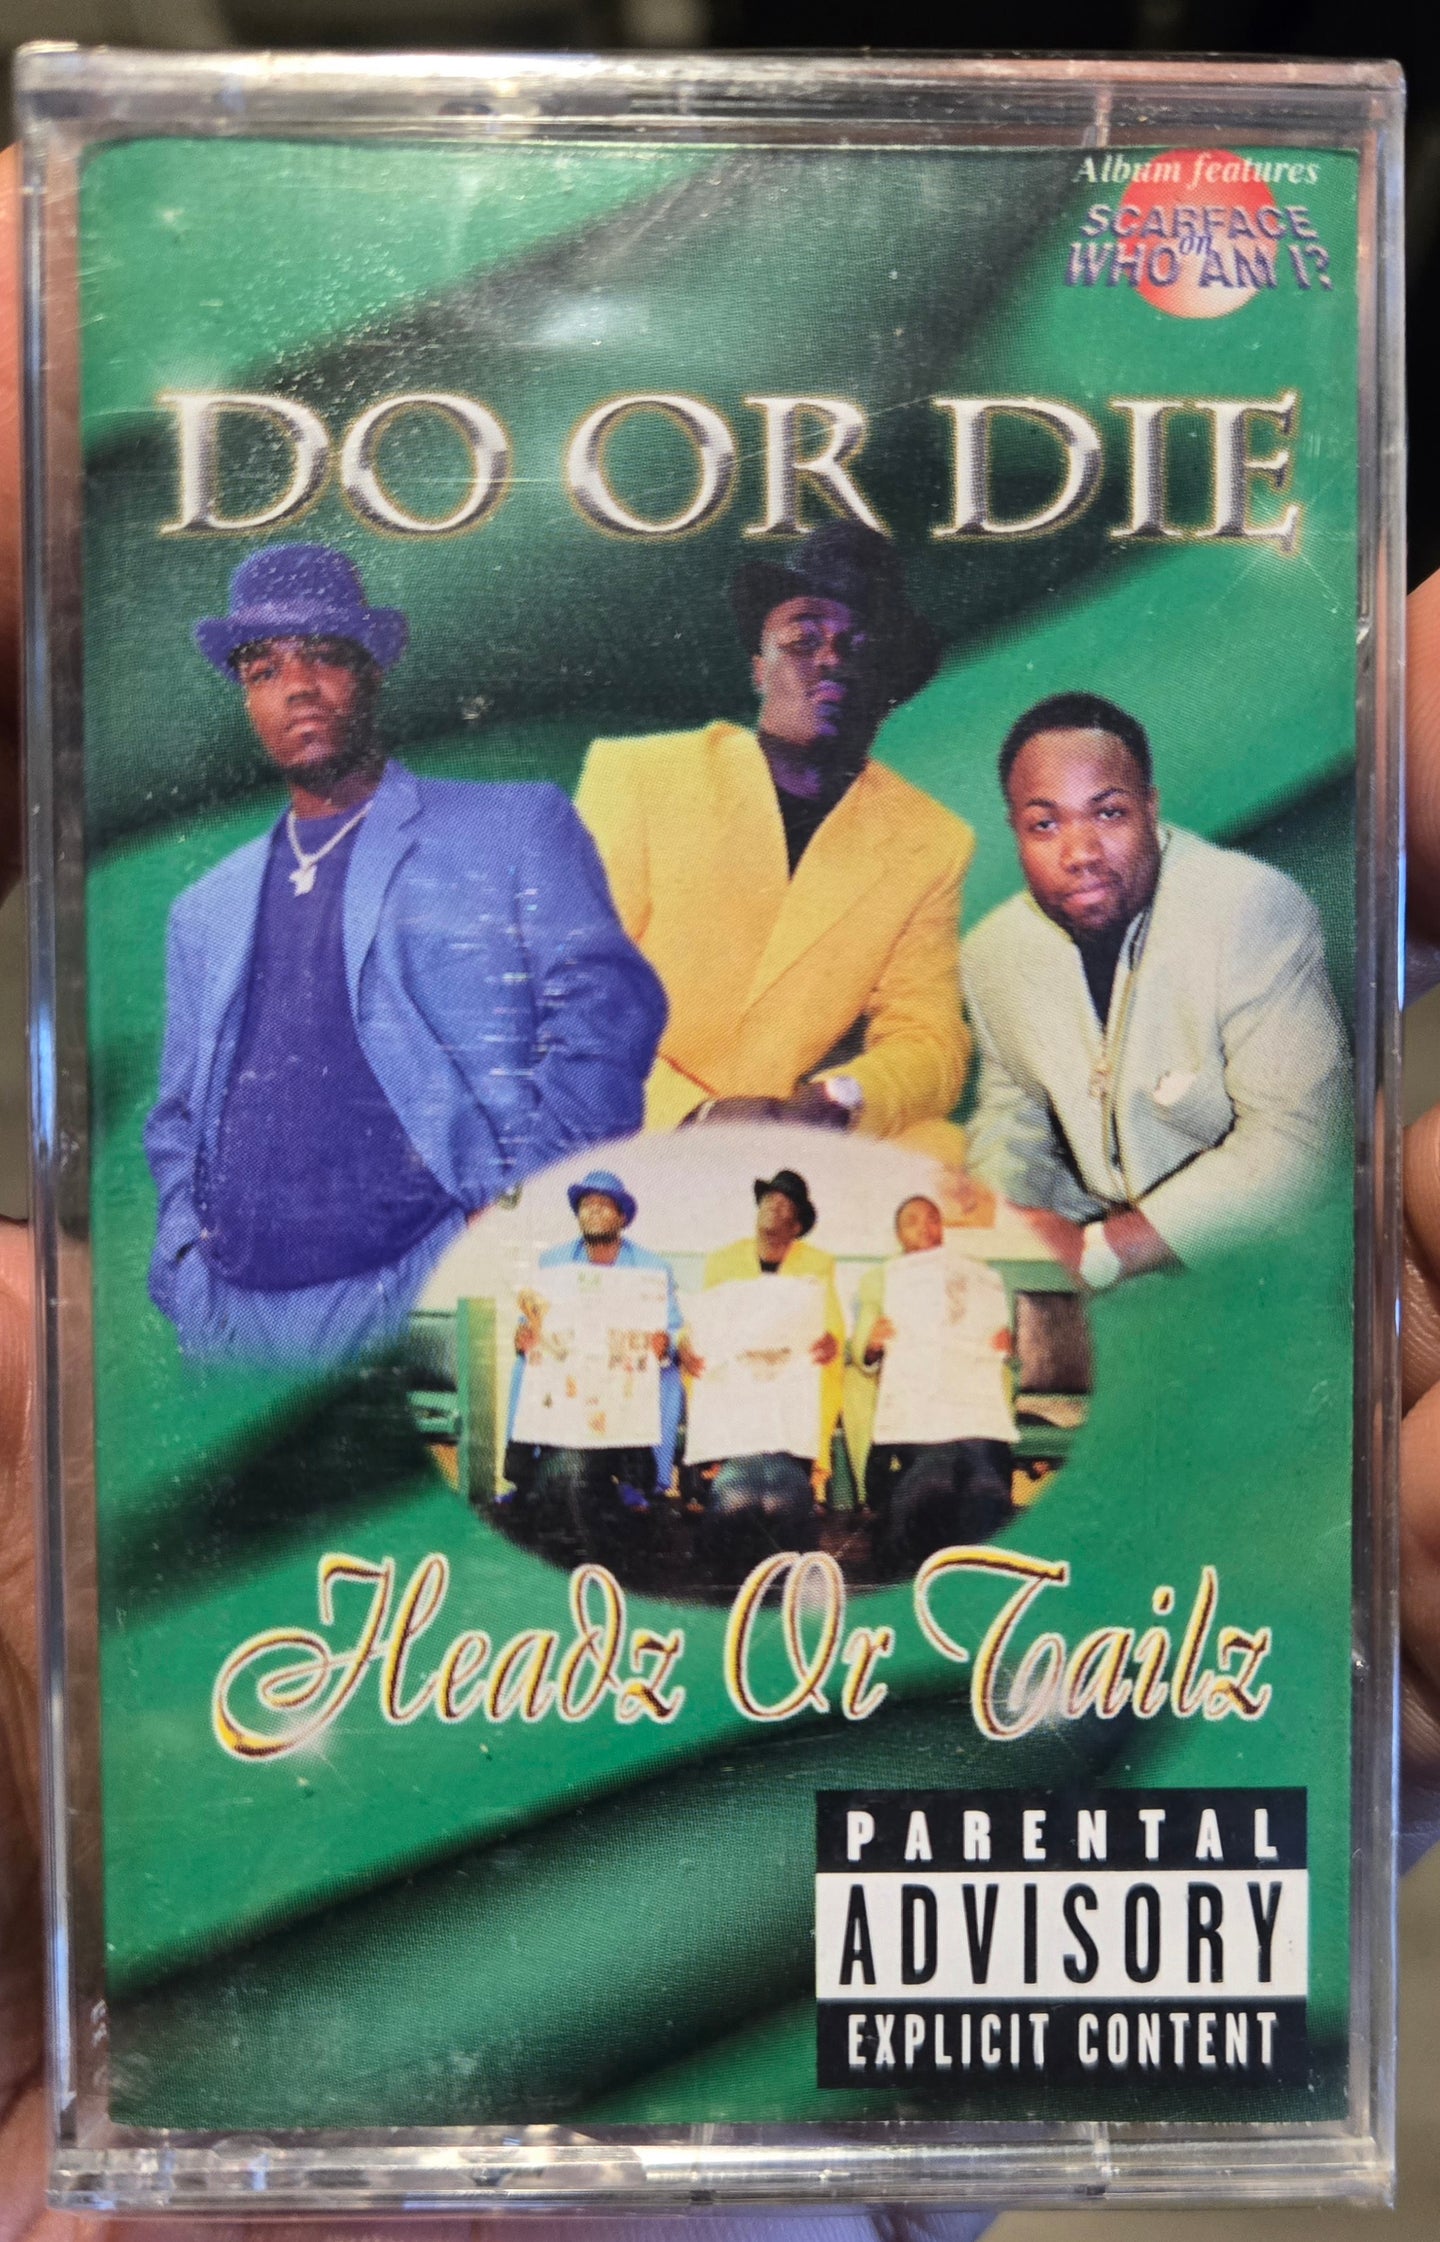 Album features
SCARFACE
on
WHO AM I?
DO OR DIE
Headz Or Tailz
PARENTAL
ADVISORY
EXPLICIT CONTENT